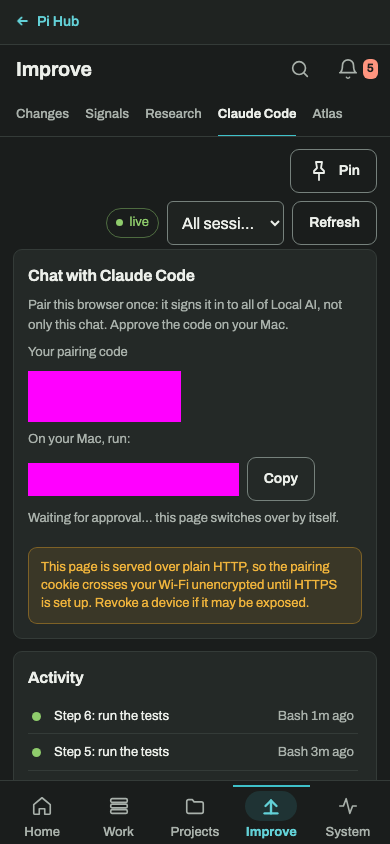 Pi Hub
Improve
5
Changes Signals Research Claude Code Atlas
Pin
live
All sessi...
Refresh
Chat with Claude Code
Pair this browser once: it signs it in to all of Local AI, not
only this chat. Approve the code on your Mac.
Your pairing code
On your Mac, run:
Copy
Waiting for approval... this page switches over by itself.
This page is served over plain HTTP, so the pairing
cookie crosses your Wi-Fi unencrypted until HTTPS
is set up. Revoke a device if it may be exposed.
Activity
Step 6: run the tests Bash 1m ago
Step 5: run the tests Bash 3m ago
Home Work Projects Improve System